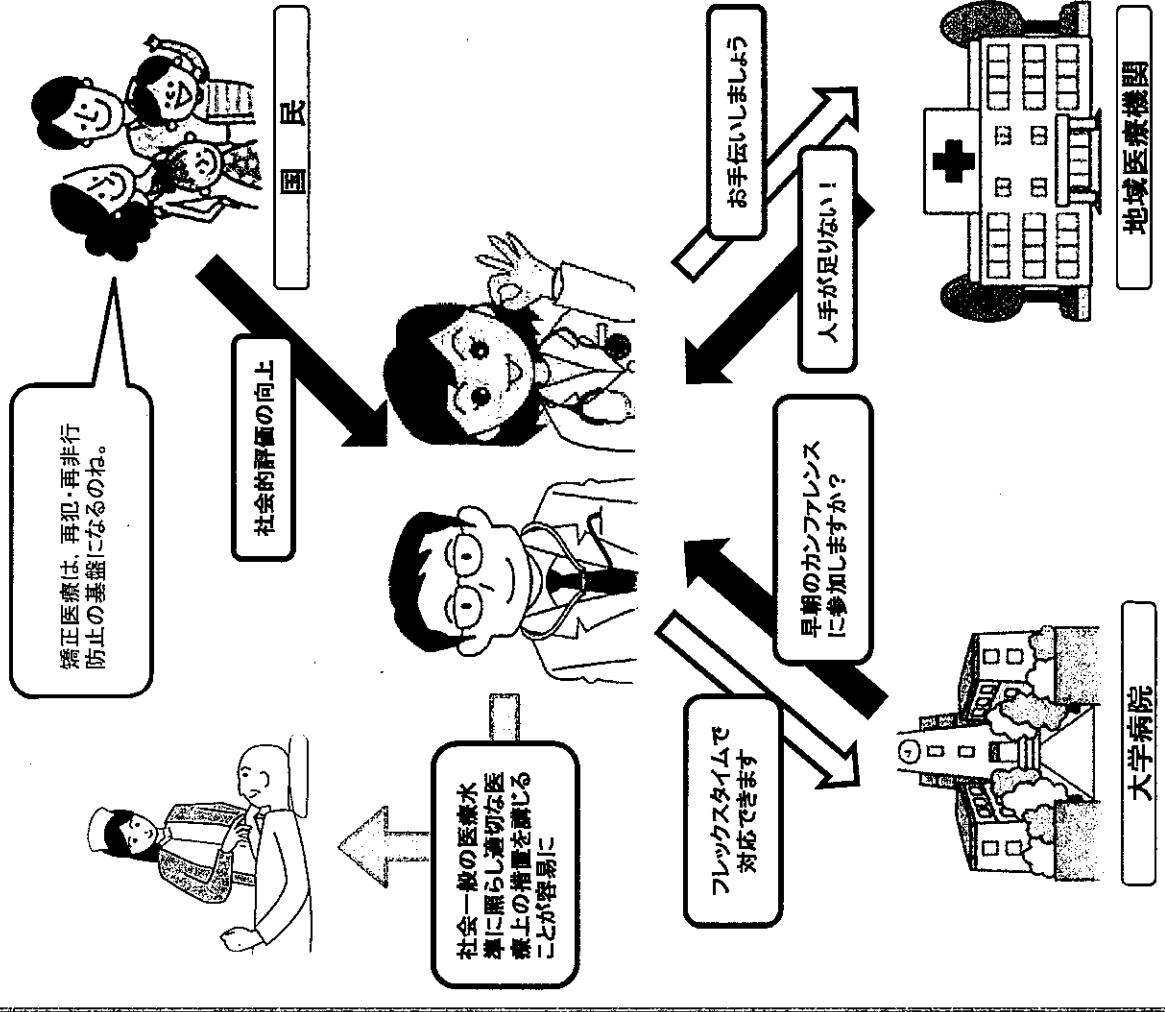 矯正医療は，再犯・再非行
防止の基盤になるのね。
国　民
社会的評価の向上
社会一般の医療水
準に照らし適切な医
療上の措置を講じる
ことが容易に
フレックスタイムで
対応できます
早朝のカンファレンス
に参加しますか？
お手伝いしましょう
人手が足りない！
大学病院
地域医療機関